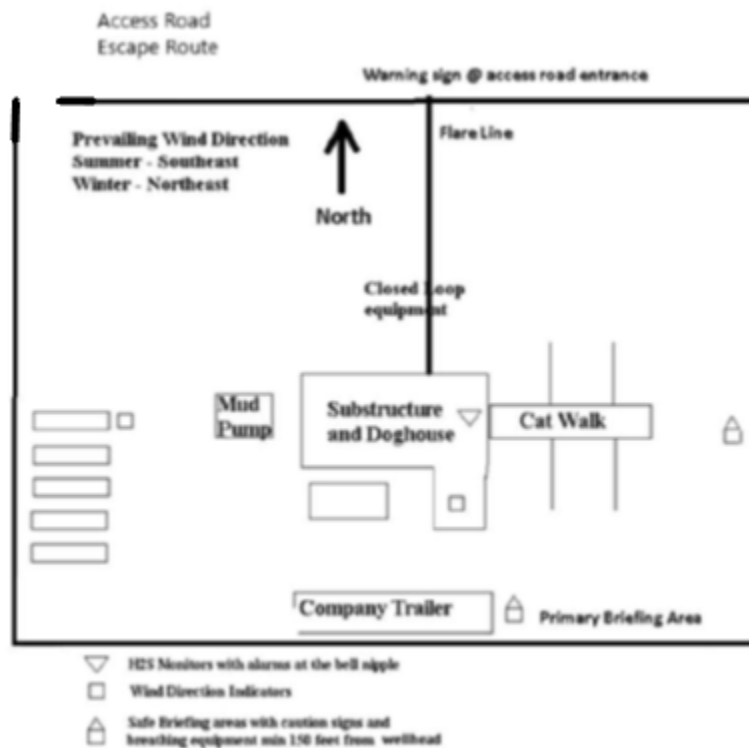 Access Road
Escape Route
Warning sign @ access road entrance
Prevailing Wind Direction
Summer - Southeast
Winter - Northeast
Flare Line
North
Closed Loop
equipment
Mud
Pump
Substructure
and Doghouse
Cat Walk
Company Trailer
Primary Briefing Area
H2S Monitors with alarms at the bell nipple
Wind Direction Indicators
Safe Briefing areas with caution signs and
breathing equipment min 150 feet from wellhead